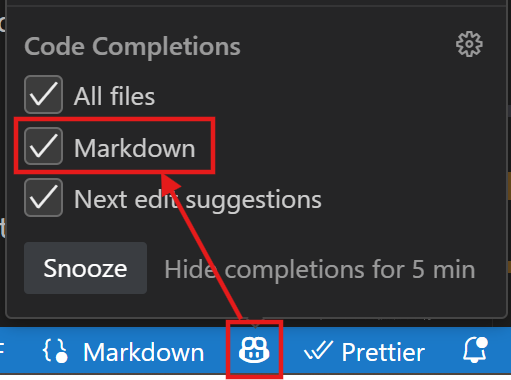 Code Completions
All files
Markdown
Next edit suggestions
Snooze Hide completions for 5 min
Markdown Prettier